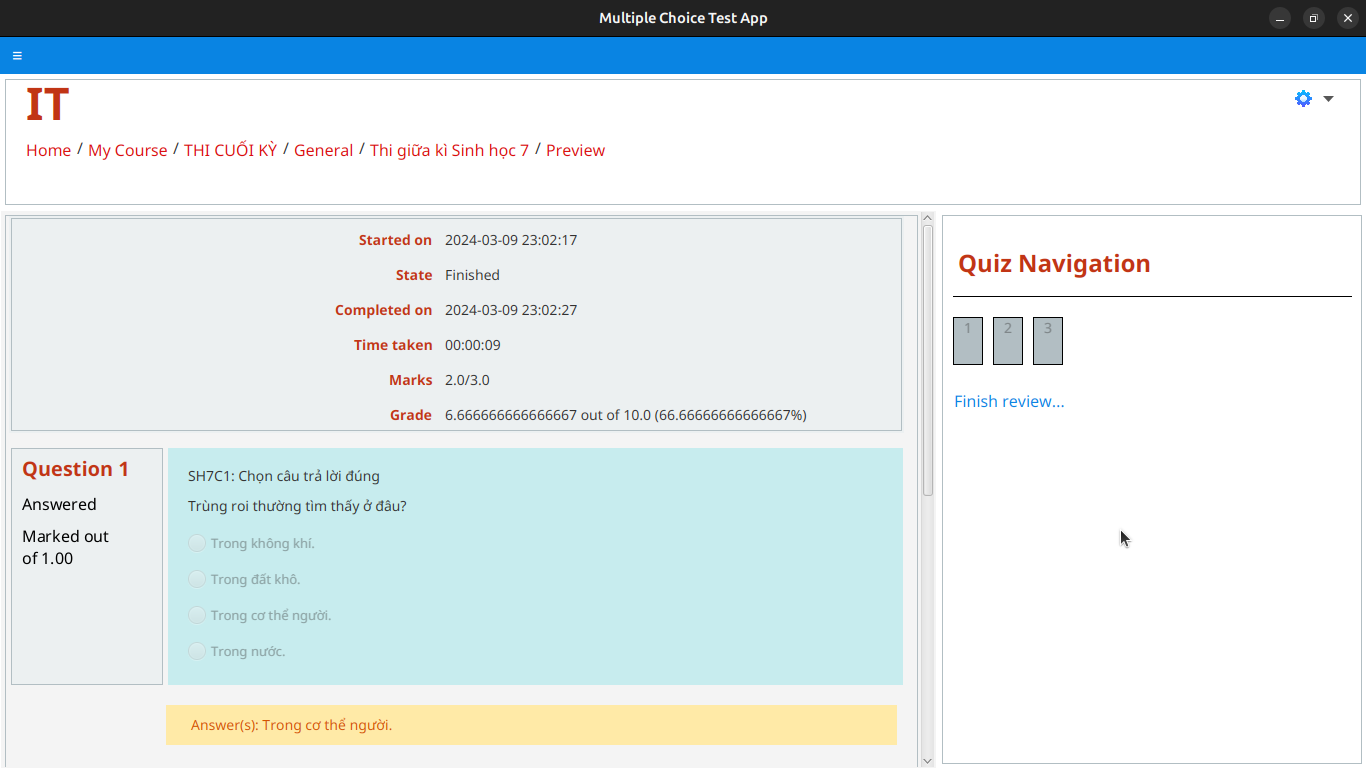 Multiple Choice Test App
IT
Home / My Course / THI CUỐI KỲ / General / Thi giữa kì Sinh học 7 / Preview
Started on 2024-03-09 23:02:17
State Finished
Completed on 2024-03-09 23:02:27
Time taken 00:00:09
Marks 2.0/3.0
Grade 6.666666666666667 out of 10.0 (66.66666666666667%)
Question 1
Answered
Marked out
of 1.00
SH7C1: Chọn câu trả lời đúng
Trùng roi thường tìm thấy ở đâu?
Trong không khí.
Trong đất khô.
Trong cơ thể người.
Trong nước.
Answer(s): Trong cơ thể người.
Quiz Navigation
1 2 3
Finish review...